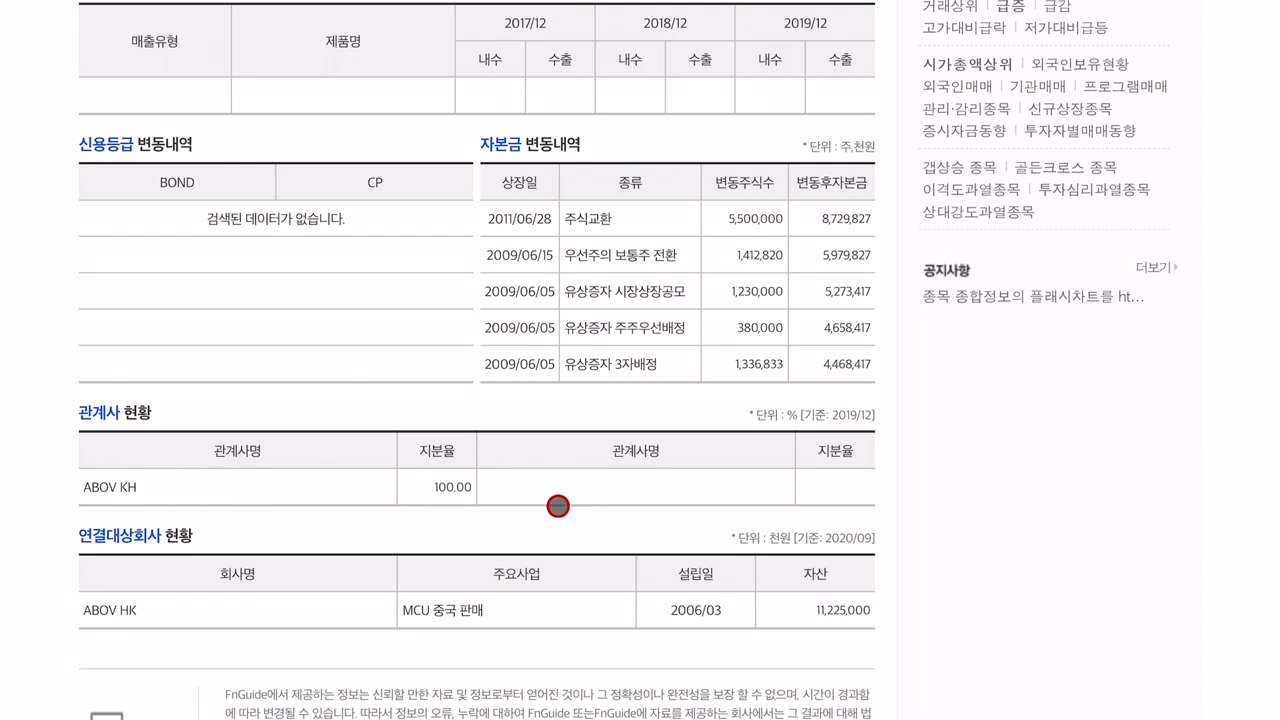 매출유형 제품명 2017/12 2018/12 2019/12
내수 수출 내수 수출 내수 수출
신용등급 변동내역
BOND CP
검색된 데이터가 없습니다.
자본금 변동내역 * 단위 : 주,천원
상장일 종류 변동주식수 변동후자본금
2011/06/28 주식교환 5,500,000 8,729,827
2009/06/15 우선주의 보통주 전환 1,412,820 5,979,827
2009/06/05 유상증자 시장상장공모 1,230,000 5,273,417
2009/06/05 유상증자 주주우선배정 380,000 4,658,417
2009/06/05 유상증자 3자배정 1,336,833 4,468,417
관계사 현황 * 단위 : % [기준: 2019/12]
관계사명 지분율 관계사명 지분율
ABOV KH 100.00
연결대상회사 현황 * 단위 : 천원 [기준: 2020/09]
회사명 주요사업 설립일 자산
ABOV HK MCU 중국 판매 2006/03 11,225,000
FnGuide에서 제공하는 정보는 신뢰할 만한 자료 및 정보로부터 얻어진 것이나 그 정확성이나 완전성을 보장 할 수 없으며, 시간이 경과함
에 따라 변경될 수 있습니다. 따라서 정보의 오류, 누락에 대하여 FnGuide 또는FnGuide에 자료를 제공하는 회사에서는 그 결과에 대해 법
거래상위 급증 급감
고가대비급락 저가대비급등
시가총액상위 외국인보유현황
외국인매매 기관매매 프로그램매매
관리·감리종목 신규상장종목
증시자금동향 투자자별매매동향
갭상승 종목 골든크로스 종목
이격도과열종목 투자심리과열종목
상대강도과열종목
공지사항 더보기
종목 종합정보의 플래시차트를 ht...